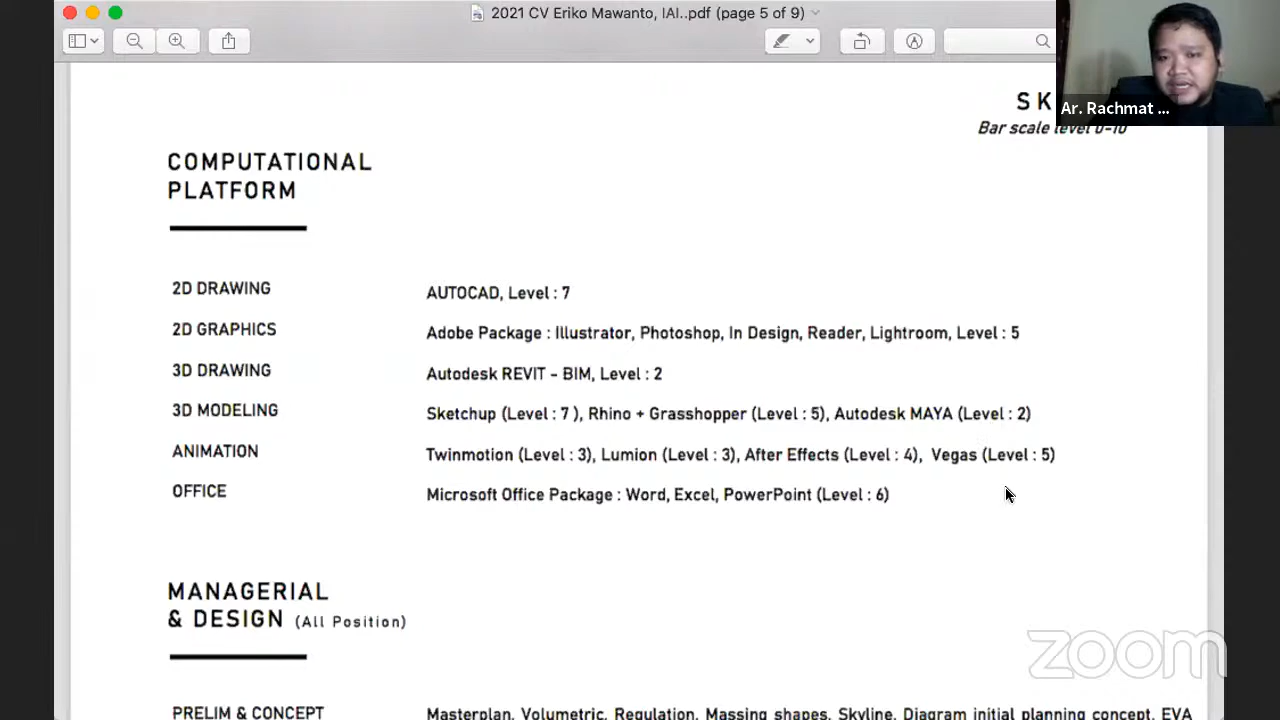 2021 CV Eriko Mawanto, IAI..pdf (page 5 of 9)
Ar. Rachmat ...
S K
Bar scale level 0-10
COMPUTATIONAL
PLATFORM
2D DRAWING AUTOCAD, Level : 7
2D GRAPHICS Adobe Package : Illustrator, Photoshop, In Design, Reader, Lightroom, Level : 5
3D DRAWING Autodesk REVIT - BIM, Level : 2
3D MODELING Sketchup (Level : 7 ), Rhino + Grasshopper (Level : 5), Autodesk MAYA (Level : 2)
ANIMATION Twinmotion (Level : 3), Lumion (Level : 3), After Effects (Level : 4), Vegas (Level : 5)
OFFICE Microsoft Office Package : Word, Excel, PowerPoint (Level : 6)
MANAGERIAL
& DESIGN (All Position)
zoom
PRELIM & CONCEPT Masterplan, Volumetric, Regulation, Massing shapes, Skyline, Diagram initial planning concept, EVA